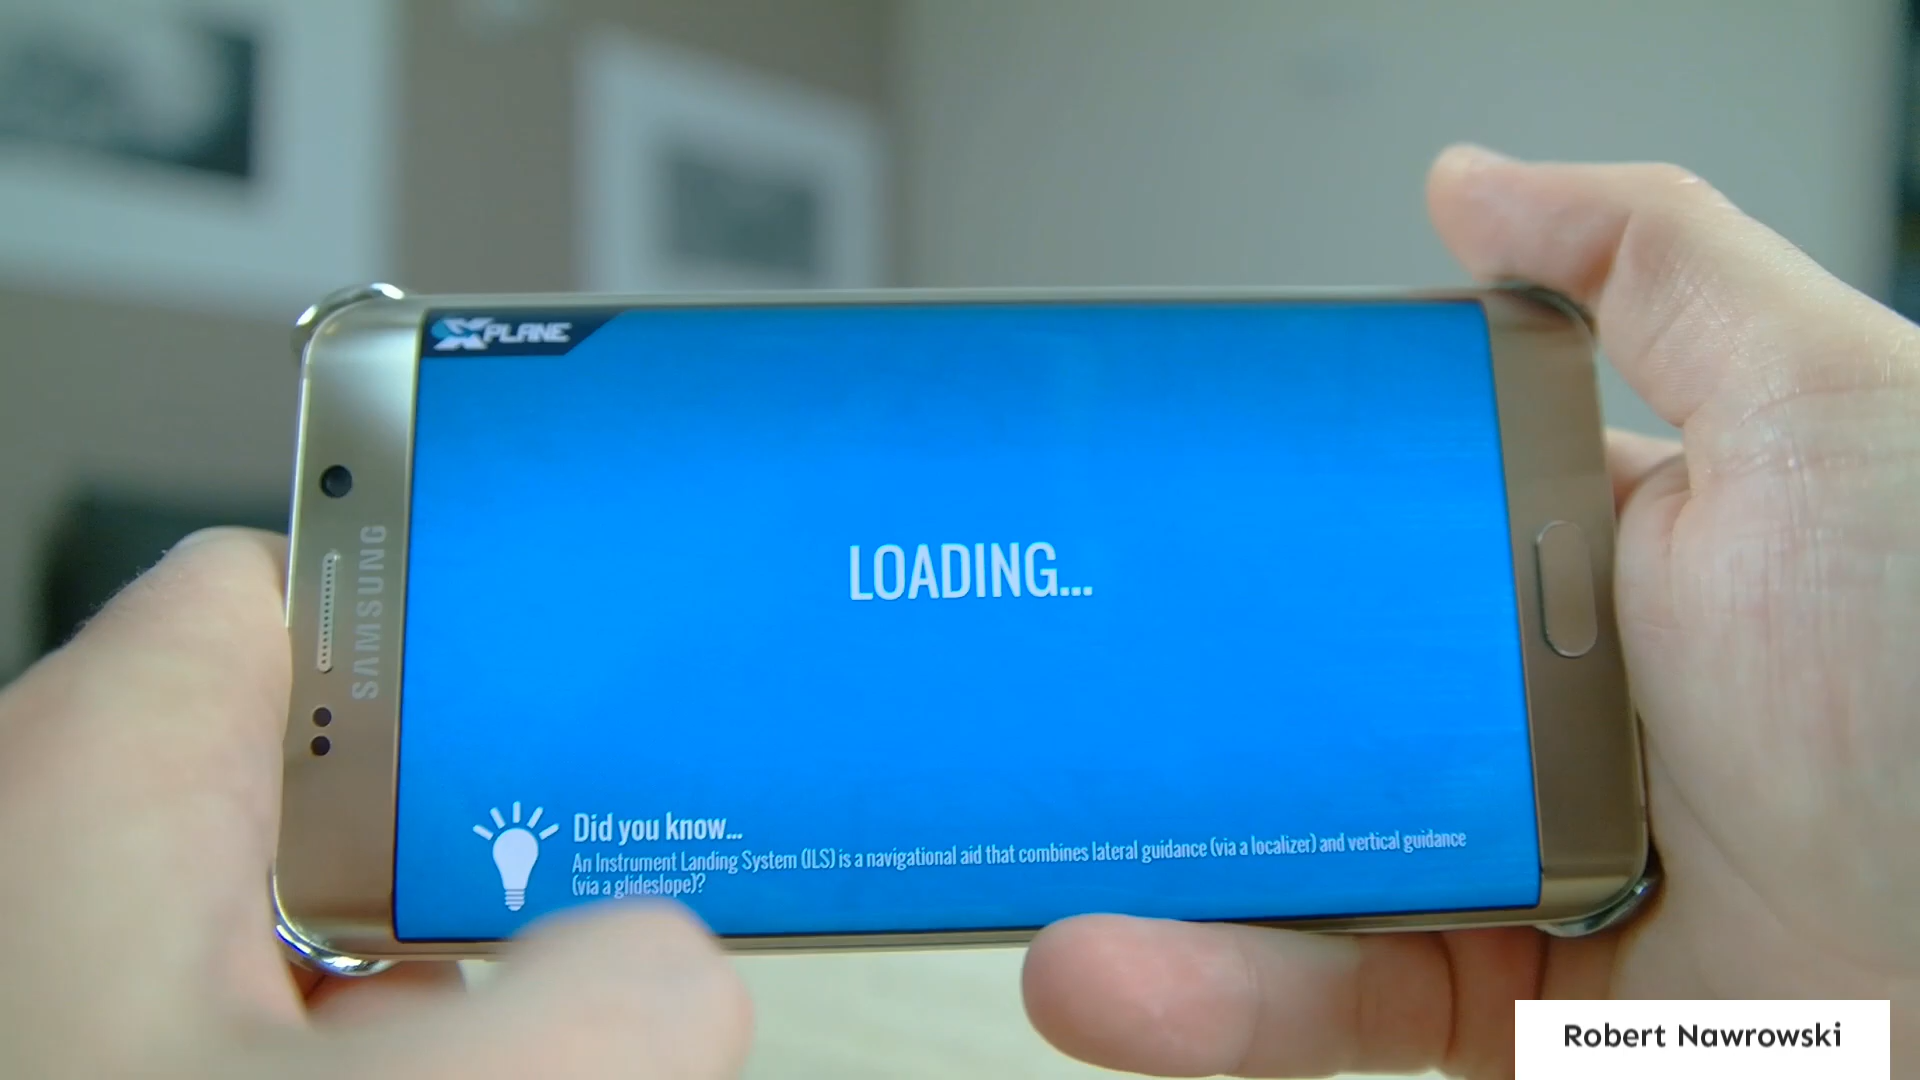 X PLANE
SAMSUNG
LOADING...
Did you know...
An Instrument Landing System (ILS) is a navigational aid that combines lateral guidance (via a localizer) and vertical guidance
(via a glideslope)?
Robert Nawrowski